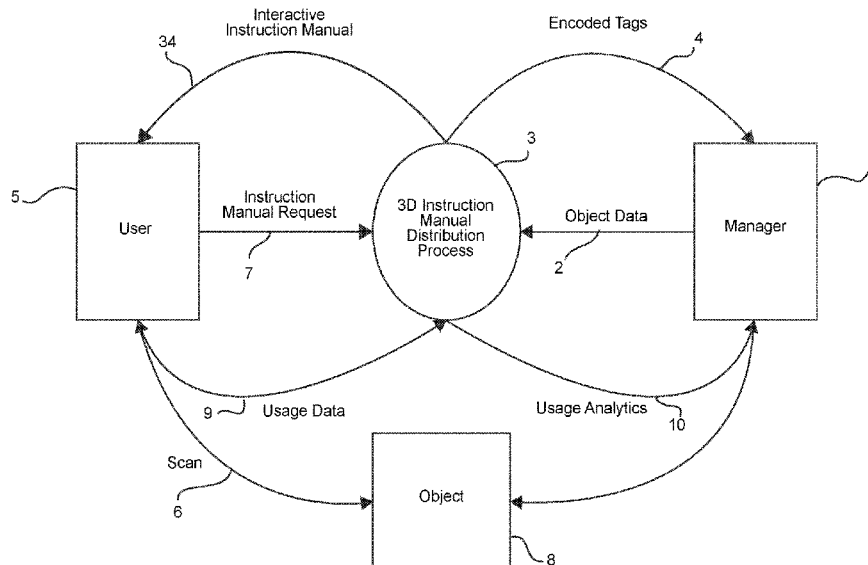 Interactive
Instruction Manual
Encoded Tags
34
4
3
5
User
Instruction
Manual Request
7
3D Instruction
Manual
Distribution
Process
Object Data
2
Manager
9
Usage Data
Usage Analytics
10
Scan
6
Object
8